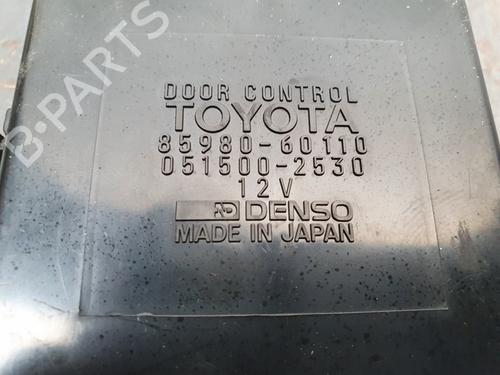 B-PARTS
DOOR CONTROL
TOYOTA
85980-60110
051500-2530
12V
DENSO
MADE IN JAPAN